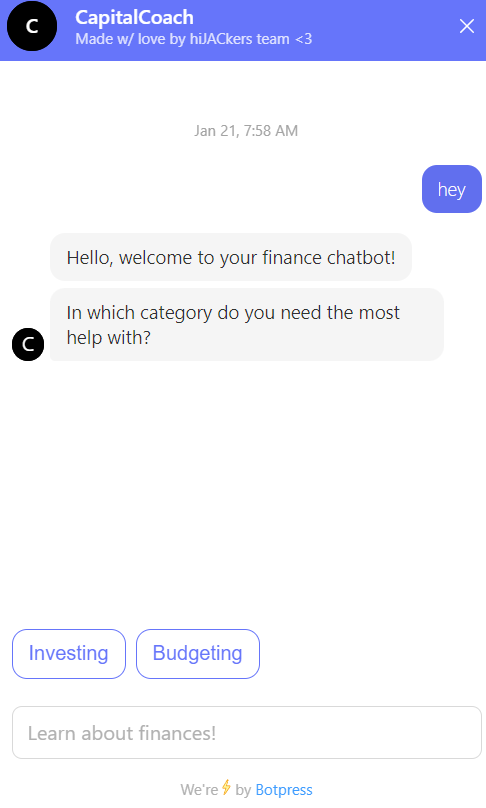 C
CapitalCoach
Made w/ love by hiJACkers team <3
Jan 21, 7:58 AM
hey
Hello, welcome to your finance chatbot!
In which category do you need the most
help with?
C
Investing
Budgeting
Learn about finances!
We're⚡by Botpress